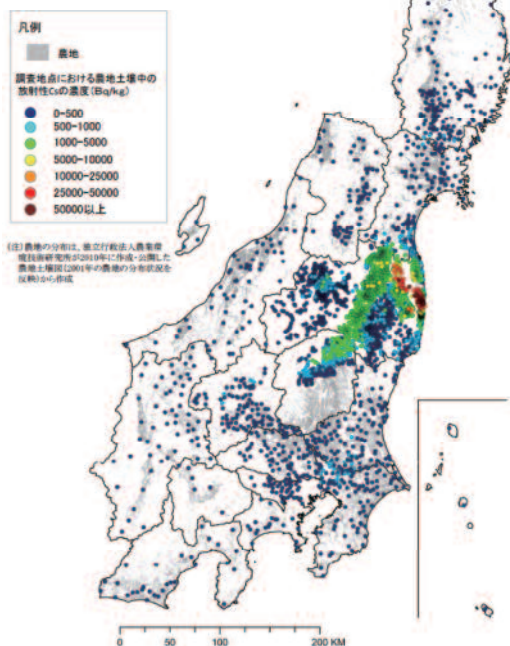 凡例
農地
調査地点における農地土壌中の
放射性Csの濃度(Bq/kg)
0-500
500-1000
1000-5000
5000-10000
10000-25000
25000-50000
50000以上
(注)農地の分布は、独立行政法人農業環
境技術研究所が2010年に作成・公開した
農地土壌図(2001年の農地の分布状況を
反映)から作成
0 50 100 200 KM